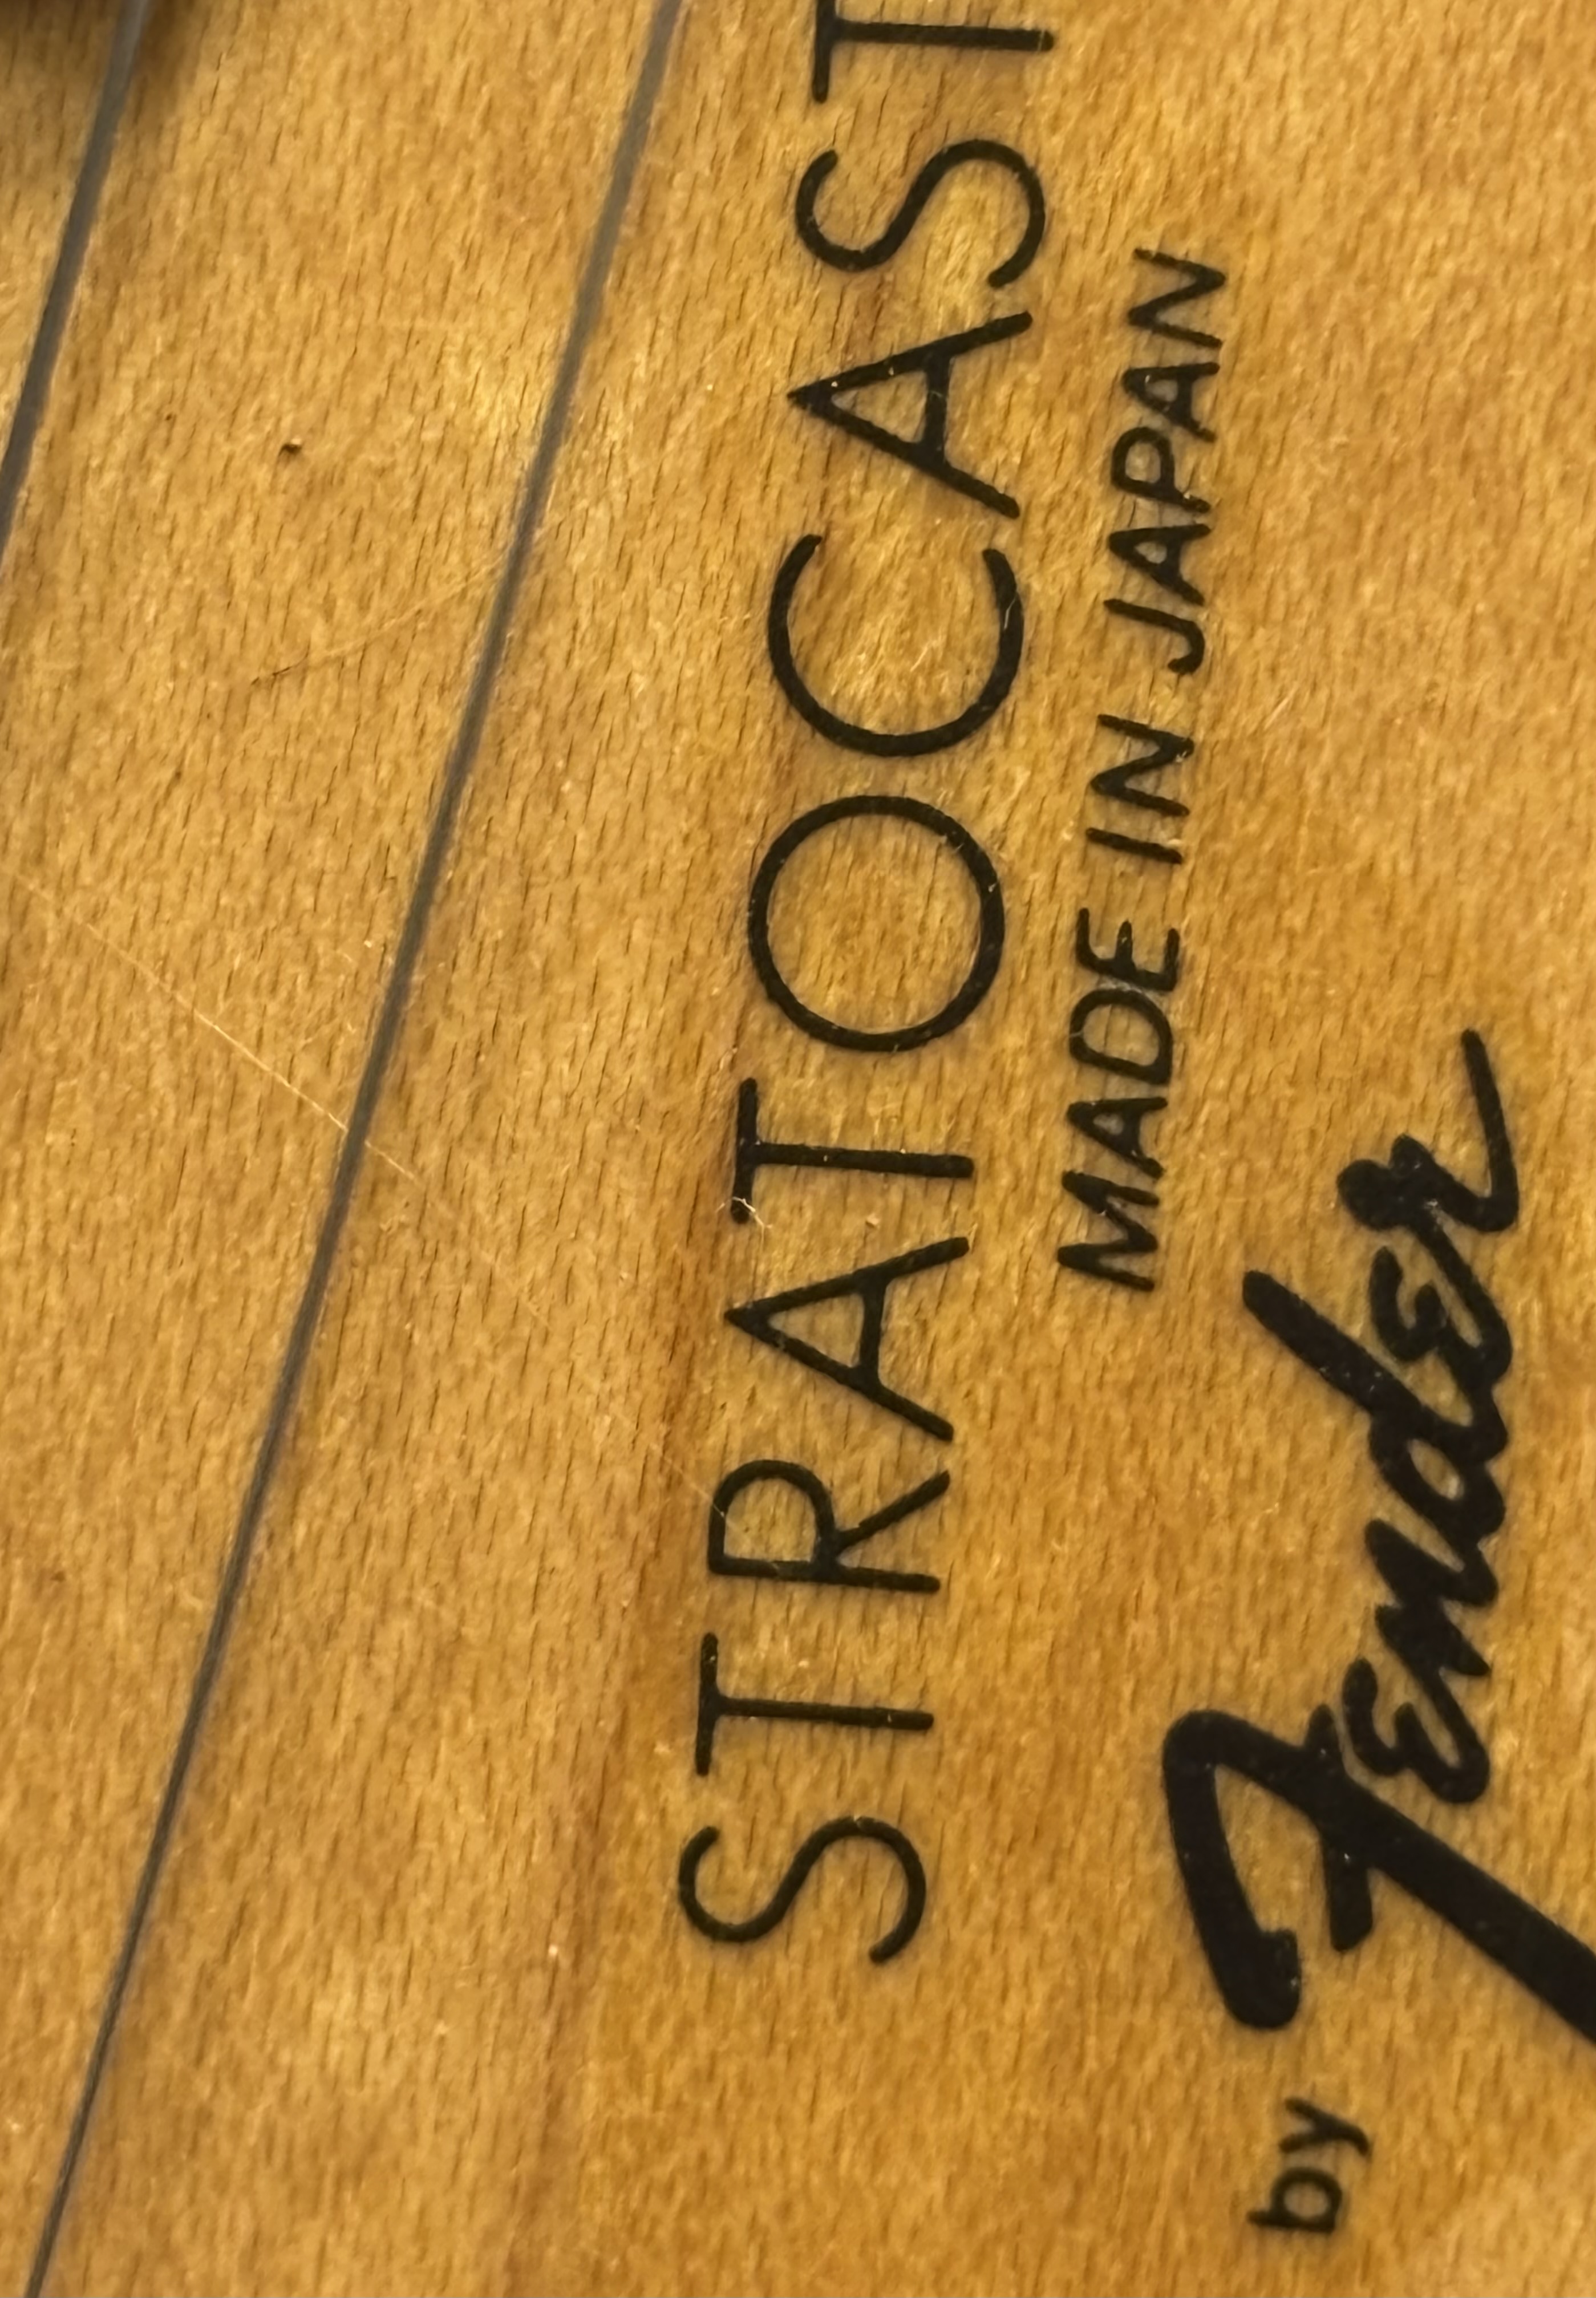 STRATOCAST
MADE IN JAPAN
by Fender